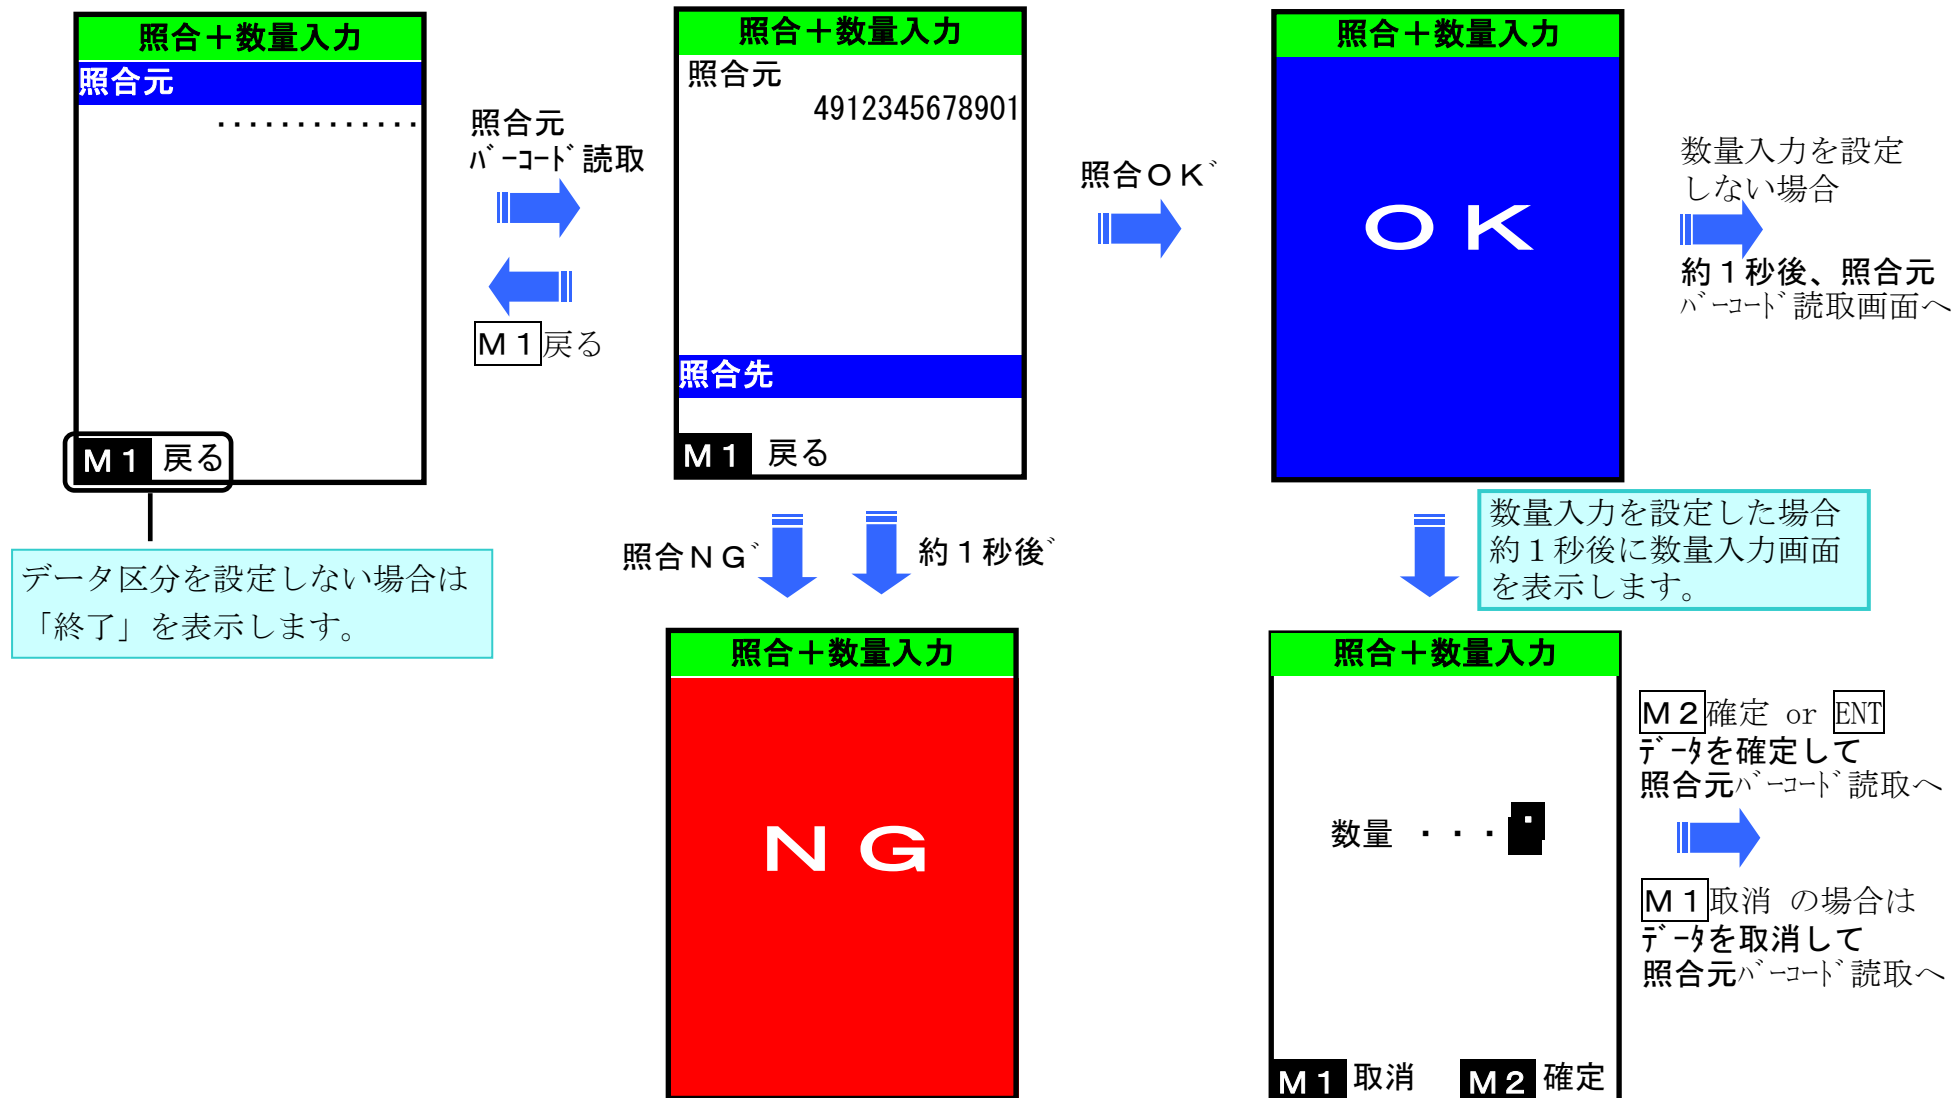 照合＋数量入力
照合元
・・・・・・・・・・・・・
M１ 戻る
データ区分を設定しない場合は
「終了」を表示します。
照合元
ﾊﾞｰｺｰﾄﾞ読取
M１戻る
照合＋数量入力
照合元
4912345678901
照合先
M１ 戻る
照合ＯＫﾞ
照合＋数量入力
ＯＫ
数量入力を設定
しない場合
約１秒後、照合元
ﾊﾞｰｺｰﾄﾞ読取画面へ
照合ＮＧﾞ
約１秒後ﾞ
数量入力を設定した場合
約１秒後に数量入力画面
を表示します。
照合＋数量入力
ＮＧ
照合＋数量入力
数量 ・・・・
M１ 取消 M２ 確定
M２確定 or ENT
ﾃﾞｰﾀを確定して
照合元ﾊﾞｰｺｰﾄﾞ読取へ
M１取消 の場合は
ﾃﾞｰﾀを取消して
照合元ﾊﾞｰｺｰﾄﾞ読取へ